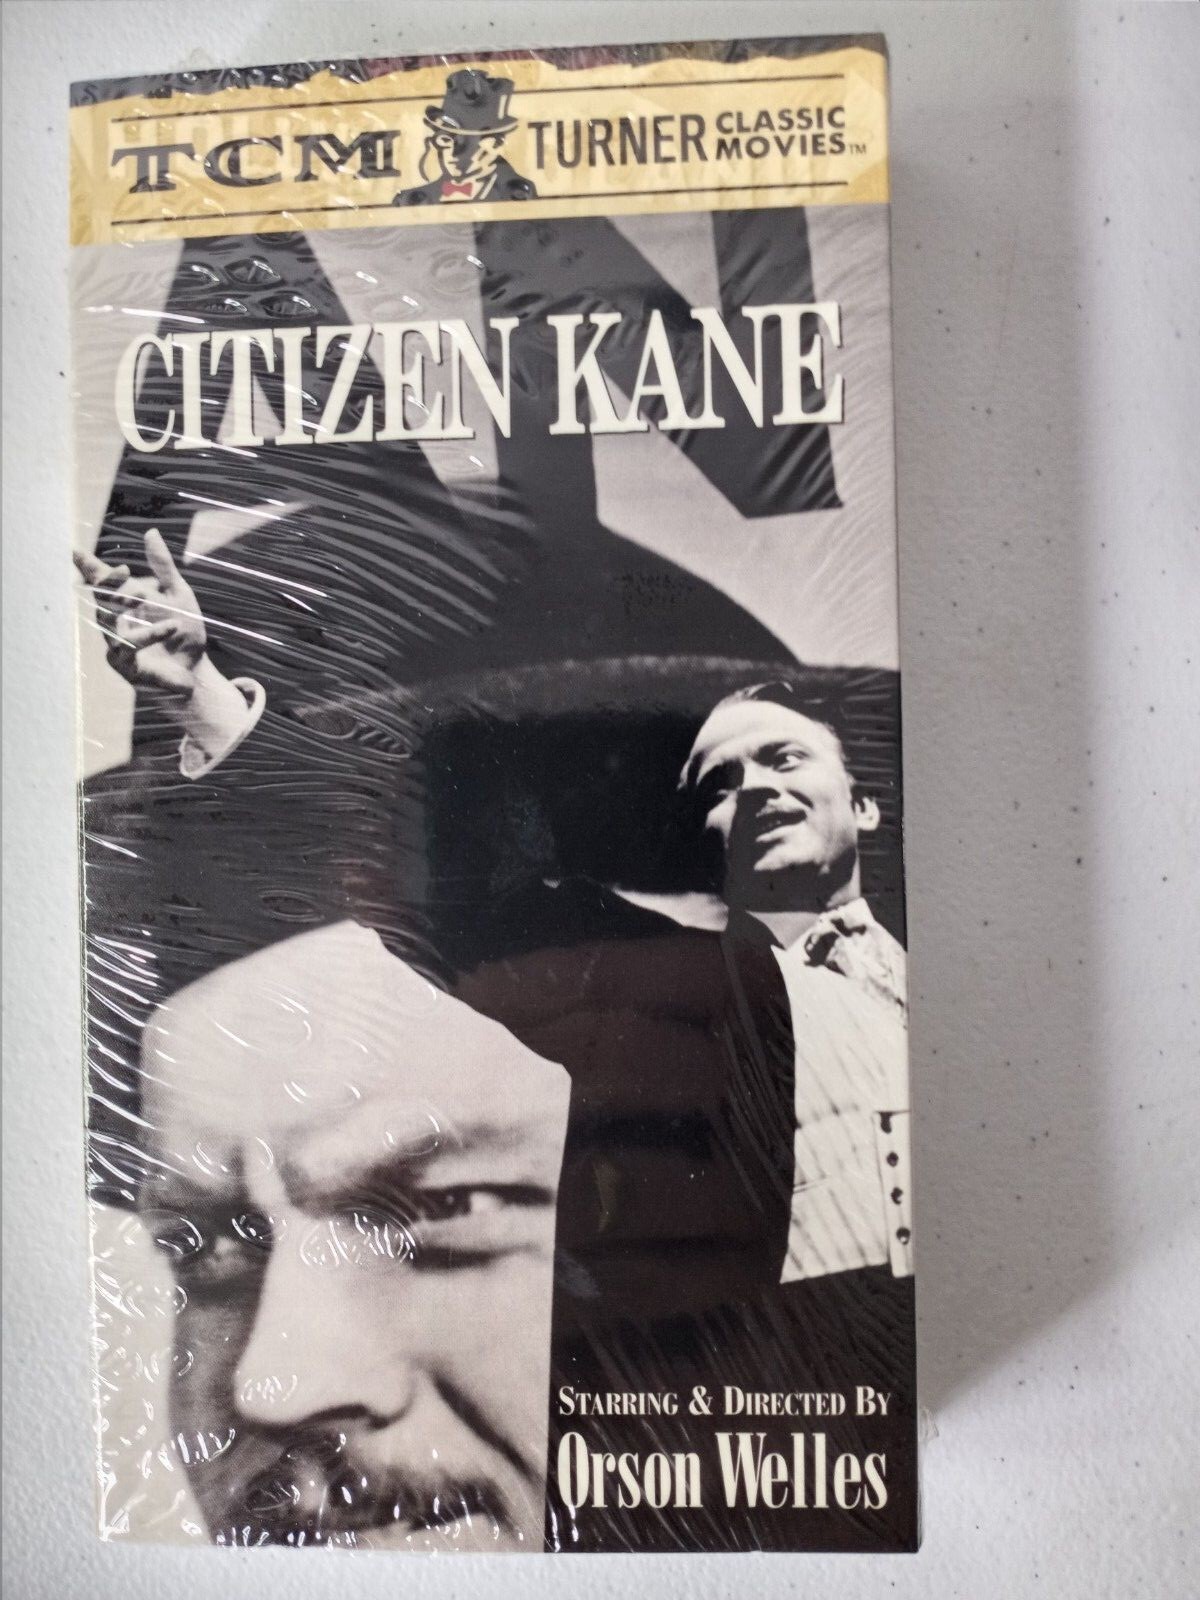 TCM TURNER CLASSIC MOVIES™
CITIZEN KANE
STARRING & DIRECTED BY
Orson Welles